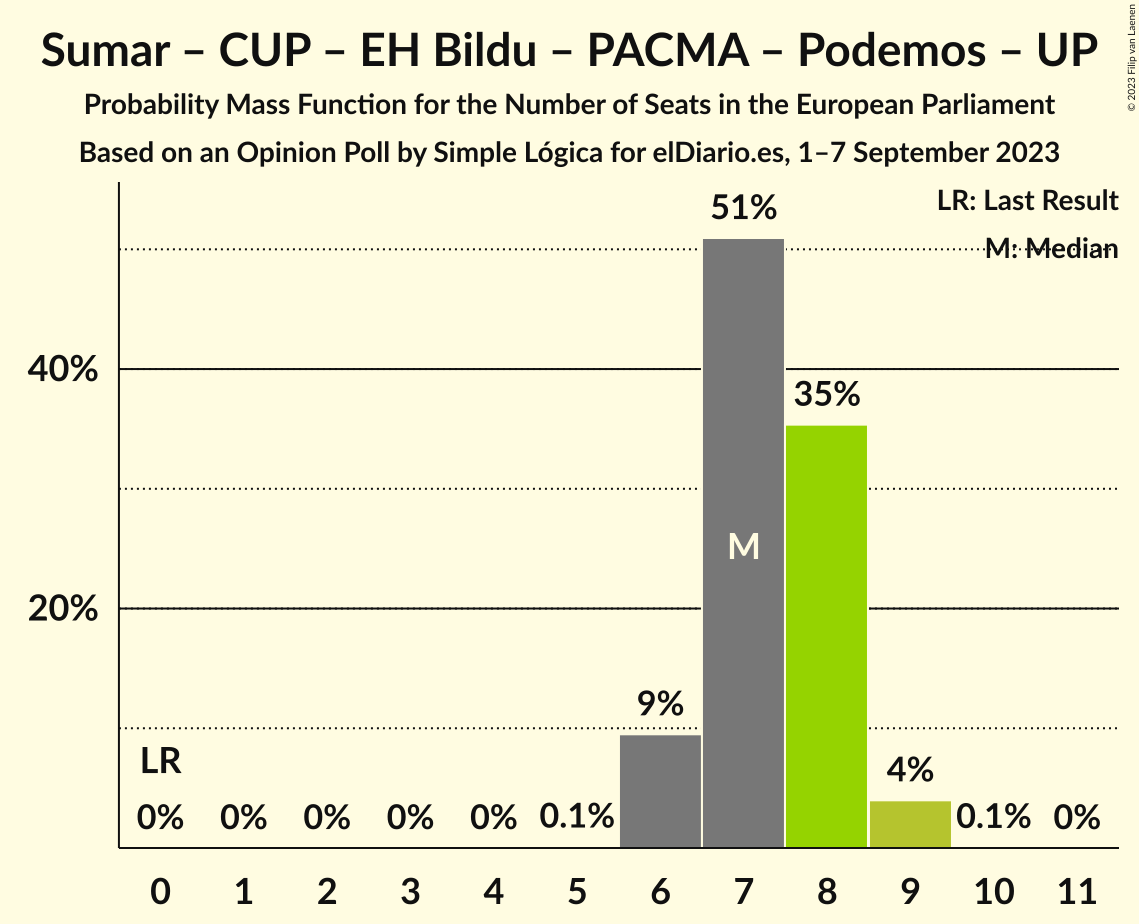 Sumar – CUP – EH Bildu – PACMA – Podemos – UP
Probability Mass Function for the Number of Seats in the European Parliament
Based on an Opinion Poll by Simple Lógica for elDiario.es, 1–7 September 2023
© 2023 Filip van Laenen
LR: Last Result
M: Median
51%
40%
35%
M
20%
9%
LR
4%
0% 0% 0% 0% 0% 0.1% 0.1% 0%
0 1 2 3 4 5 6 7 8 9 10 11